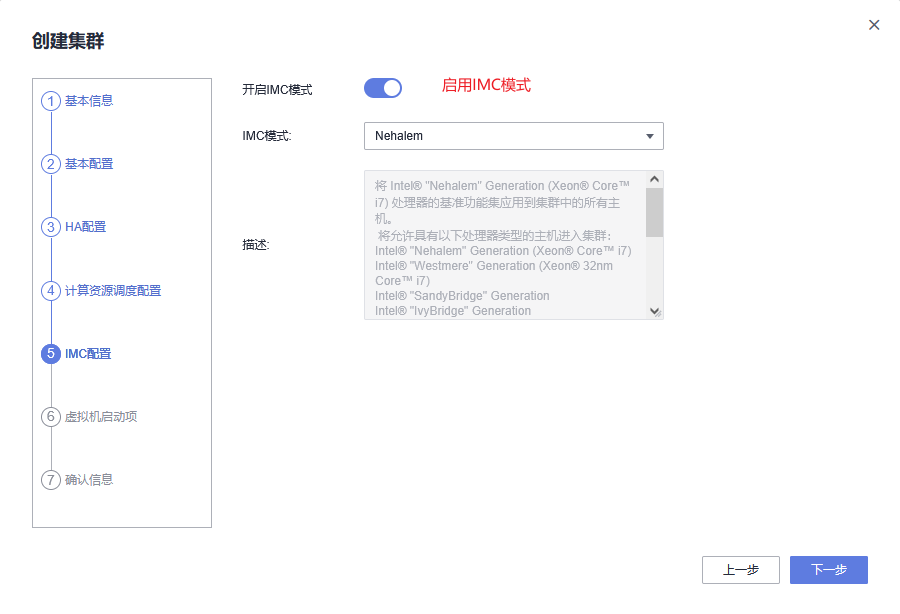 创建集群
1 基本信息
2 基本配置
3 HA配置
4 计算资源调度配置
5 IMC配置
6 虚拟机启动项
7 确认信息
开启IMC模式
启用IMC模式
IMC模式:
Nehalem
描述:
将 Intel® "Nehalem" Generation (Xeon® Core™
i7) 处理器的基准功能集应用到集群中的所有主
机。
将允许具有以下处理器类型的主机进入集群:
Intel® "Nehalem" Generation (Xeon® Core™ i7)
Intel® "Westmere" Generation (Xeon® 32nm
Core™ i7)
Intel® "SandyBridge" Generation
Intel® "IvyBridge" Generation
上一步
下一步